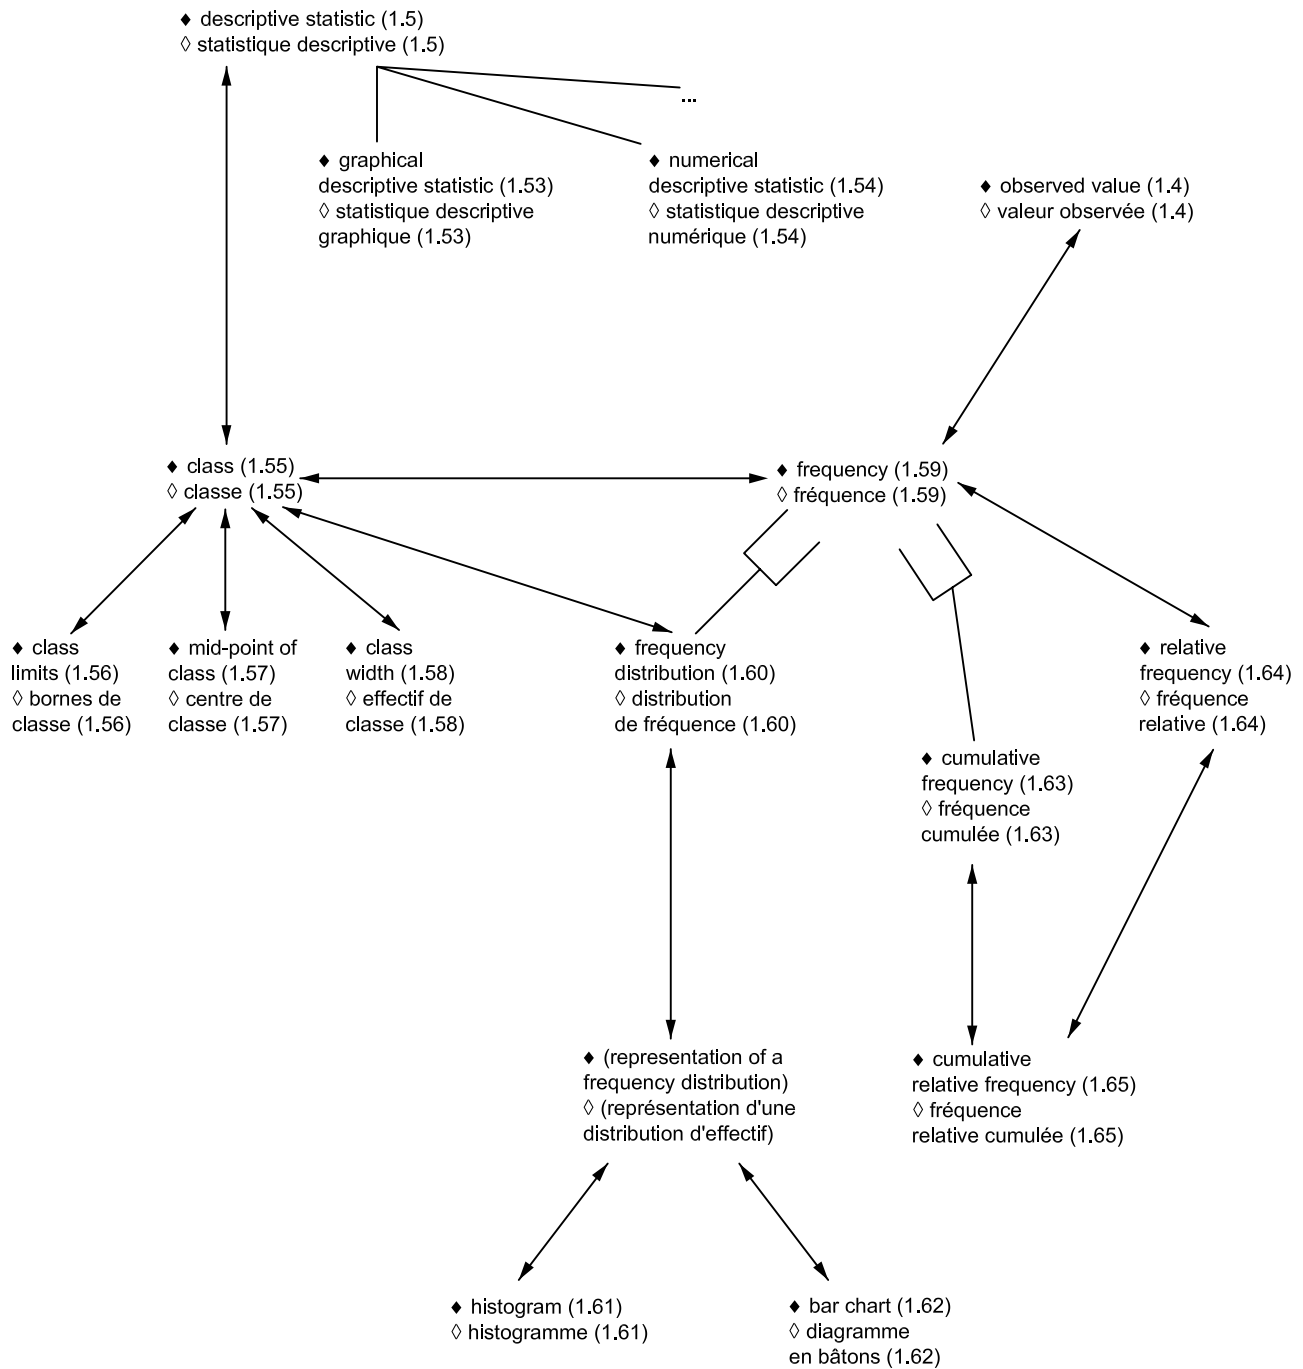 ♦ descriptive statistic (1.5)
◊ statistique descriptive (1.5)
...
♦ graphical
descriptive statistic (1.53)
◊ statistique descriptive
graphique (1.53)
♦ numerical
descriptive statistic (1.54)
◊ statistique descriptive
numérique (1.54)
♦ observed value (1.4)
◊ valeur observée (1.4)
♦ class (1.55)
◊ classe (1.55)
♦ frequency (1.59)
◊ fréquence (1.59)
♦ class
limits (1.56)
◊ bornes de
classe (1.56)
♦ mid-point of
class (1.57)
◊ centre de
classe (1.57)
♦ class
width (1.58)
◊ effectif de
classe (1.58)
♦ frequency
distribution (1.60)
◊ distribution
de fréquence (1.60)
♦ relative
frequency (1.64)
◊ fréquence
relative (1.64)
♦ cumulative
frequency (1.63)
◊ fréquence
cumulée (1.63)
♦ (representation of a
frequency distribution)
◊ (représentation d'une
distribution d'effectif)
♦ cumulative
relative frequency (1.65)
◊ fréquence
relative cumulée (1.65)
♦ histogram (1.61)
◊ histogramme (1.61)
♦ bar chart (1.62)
◊ diagramme
en bâtons (1.62)